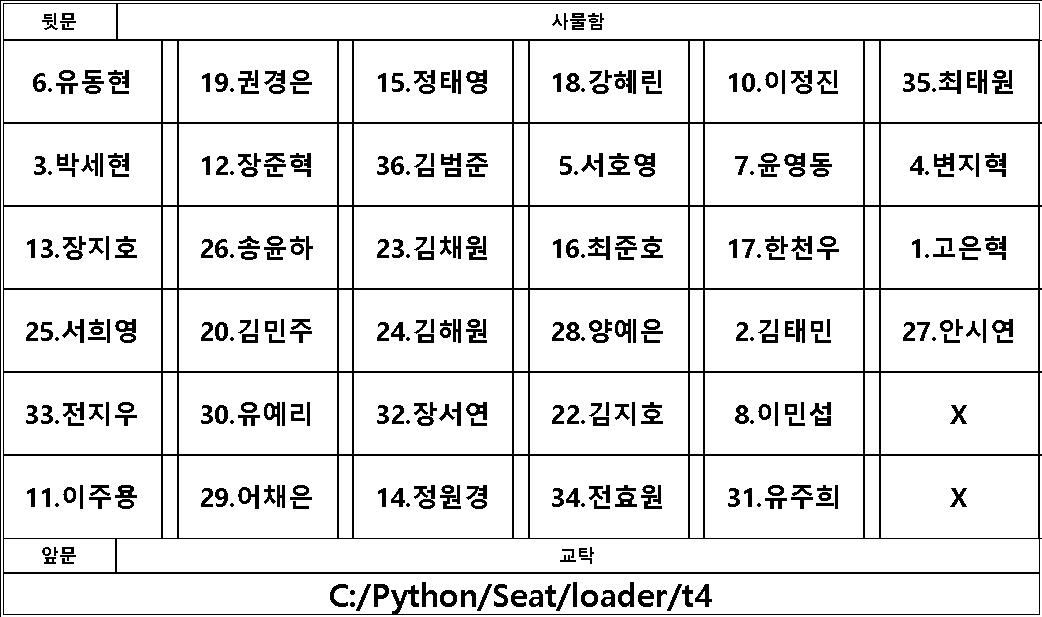 뒷문 사물함
6.유동현 19.권경은 15.정태영 18.강혜린 10.이정진 35.최태원
3.박세현 12.장준혁 36.김범준 5.서호영 7.윤영동 4.변지혁
13.장지호 26.송윤하 23.김채원 16.최준호 17.한천우 1.고은혁
25.서희영 20.김민주 24.김해원 28.양예은 2.김태민 27.안시연
33.전지우 30.유예리 32.장서연 22.김지호 8.이민섭 X
11.이주용 29.어채은 14.정원경 34.전효원 31.유주희 X
앞문 교탁
C:/Python/Seat/loader/t4